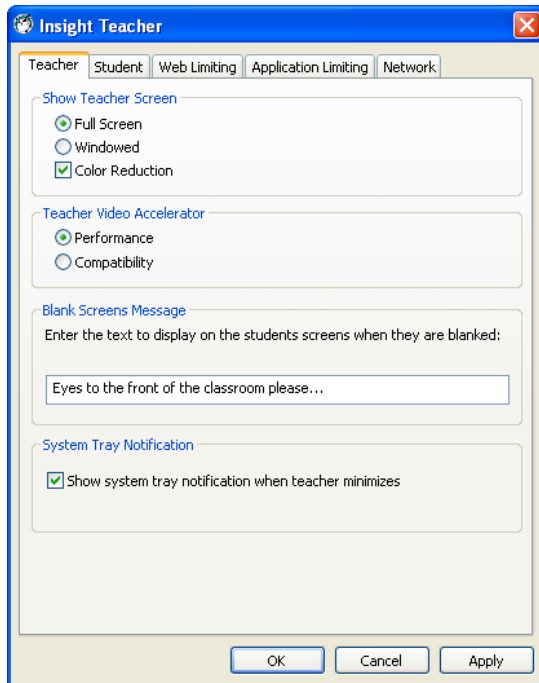 Insight Teacher
Teacher Student Web Limiting Application Limiting Network
Show Teacher Screen
Full Screen
Windowed
Color Reduction
Teacher Video Accelerator
Performance
Compatibility
Blank Screens Message
Enter the text to display on the students screens when they are blanked:
Eyes to the front of the classroom please...
System Tray Notification
Show system tray notification when teacher minimizes
OK Cancel Apply